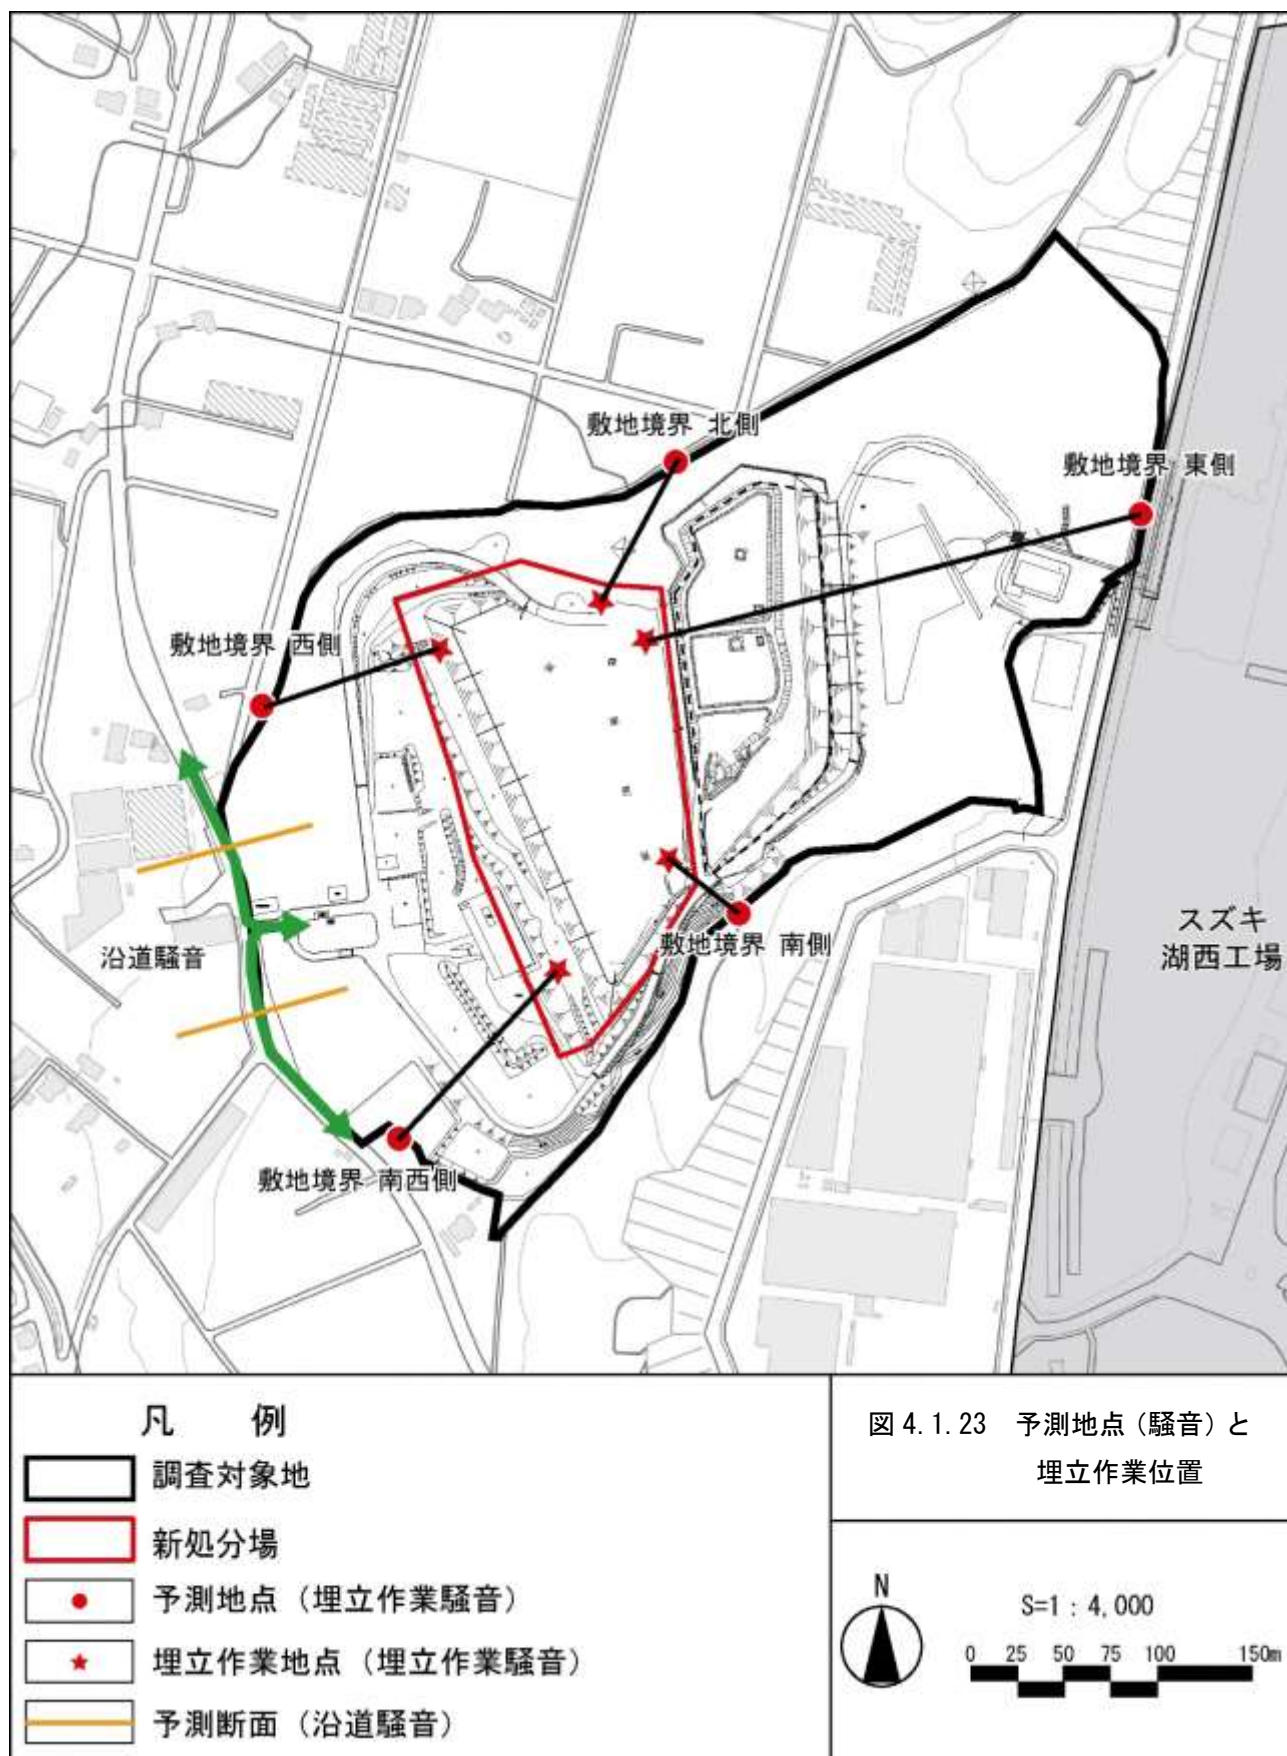 敷地境界 北側
敷地境界 東側
敷地境界 西側
敷地境界 南側
スズキ
湖西工場
沿道騒音
敷地境界 南西側
凡 例
調査対象地
新処分場
予測地点（埋立作業騒音）
埋立作業地点（埋立作業騒音）
予測断面（沿道騒音）
図 4.1.23 予測地点（騒音）と
埋立作業位置
N
S=1 : 4,000
0 25 50 75 100 150m